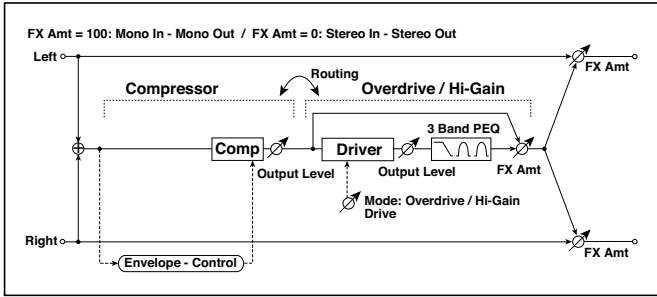 FX Amt = 100: Mono In - Mono Out / FX Amt = 0: Stereo In - Stereo Out
Left
FX Amt
Routing
Compressor
Overdrive / Hi-Gain
3 Band PEQ
Comp
Driver
Output Level
Output Level
FX Amt
Mode: Overdrive / Hi-Gain
Drive
Right
FX Amt
Envelope - Control